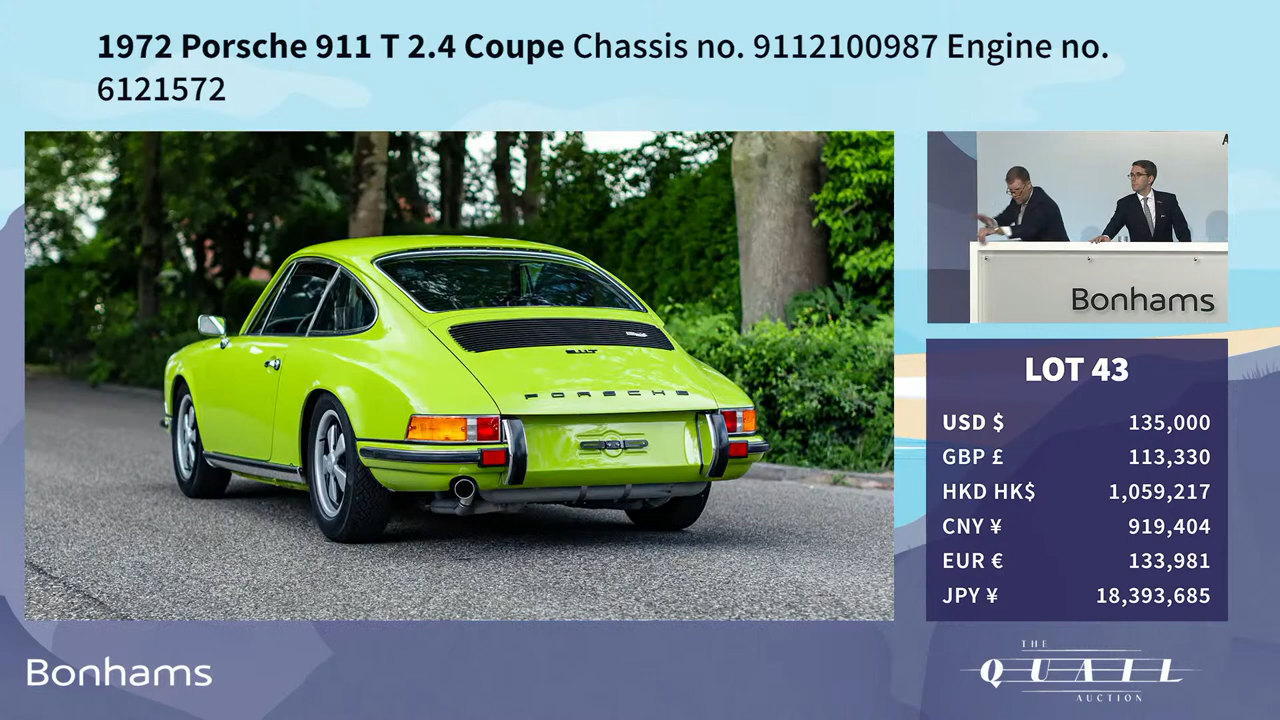 1972 Porsche 911 T 2.4 Coupe Chassis no. 9112100987 Engine no.
6121572
PORSCHE
Bonhams
LOT 43
USD $ 135,000
GBP £ 113,330
HKD HK$ 1,059,217
CNY ¥ 919,404
EUR € 133,981
JPY ¥ 18,393,685
Bonhams
THE
QUAIL
AUCTION